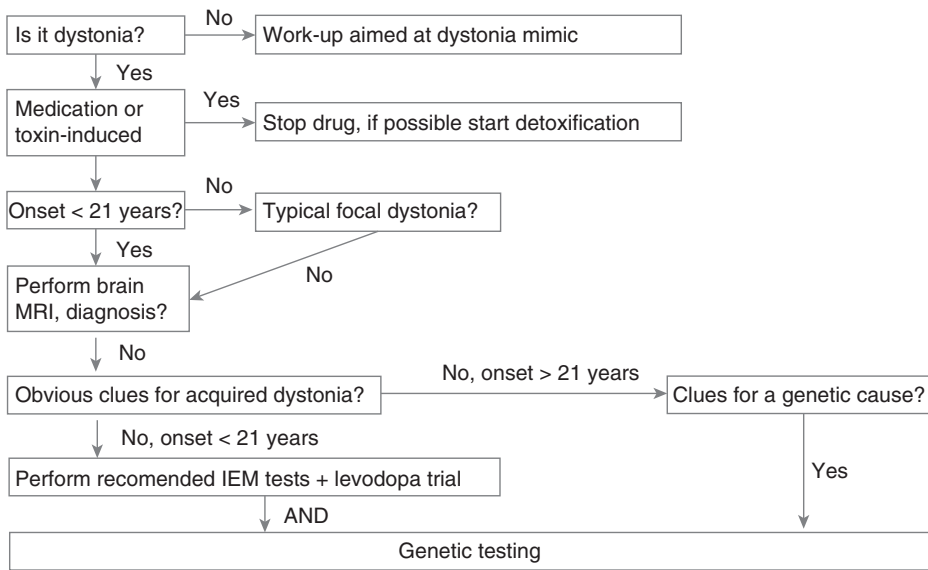 Is it dystonia?
No
Work-up aimed at dystonia mimic
Yes
Medication or
toxin-induced
Yes
Stop drug, if possible start detoxification
Onset < 21 years?
No
Typical focal dystonia?
Yes
No
Perform brain
MRI, diagnosis?
No
Obvious clues for acquired dystonia?
No, onset > 21 years
Clues for a genetic cause?
No, onset < 21 years
Perform recomended IEM tests + levodopa trial
Yes
AND
Genetic testing